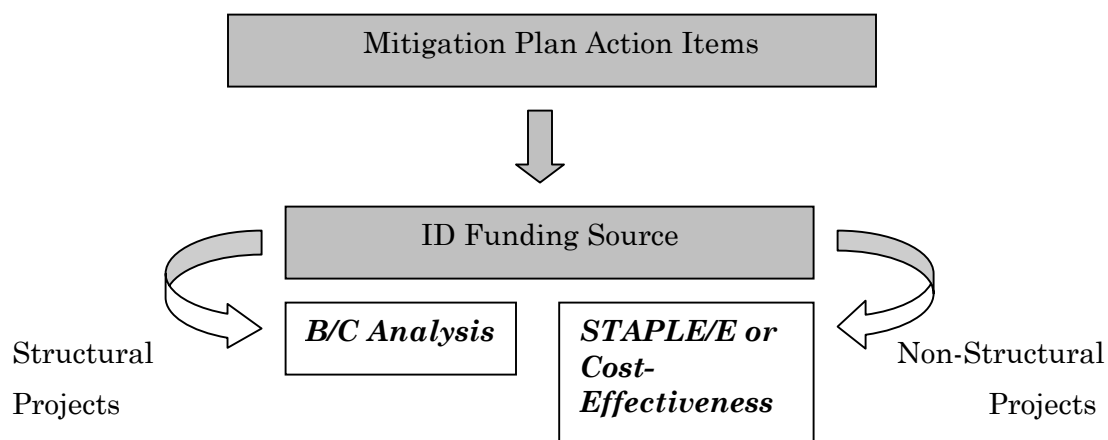 Mitigation Plan Action Items
ID Funding Source
B/C Analysis
STAPLE/E or
Cost-
Effectiveness
Structural
Projects
Non-Structural
Projects